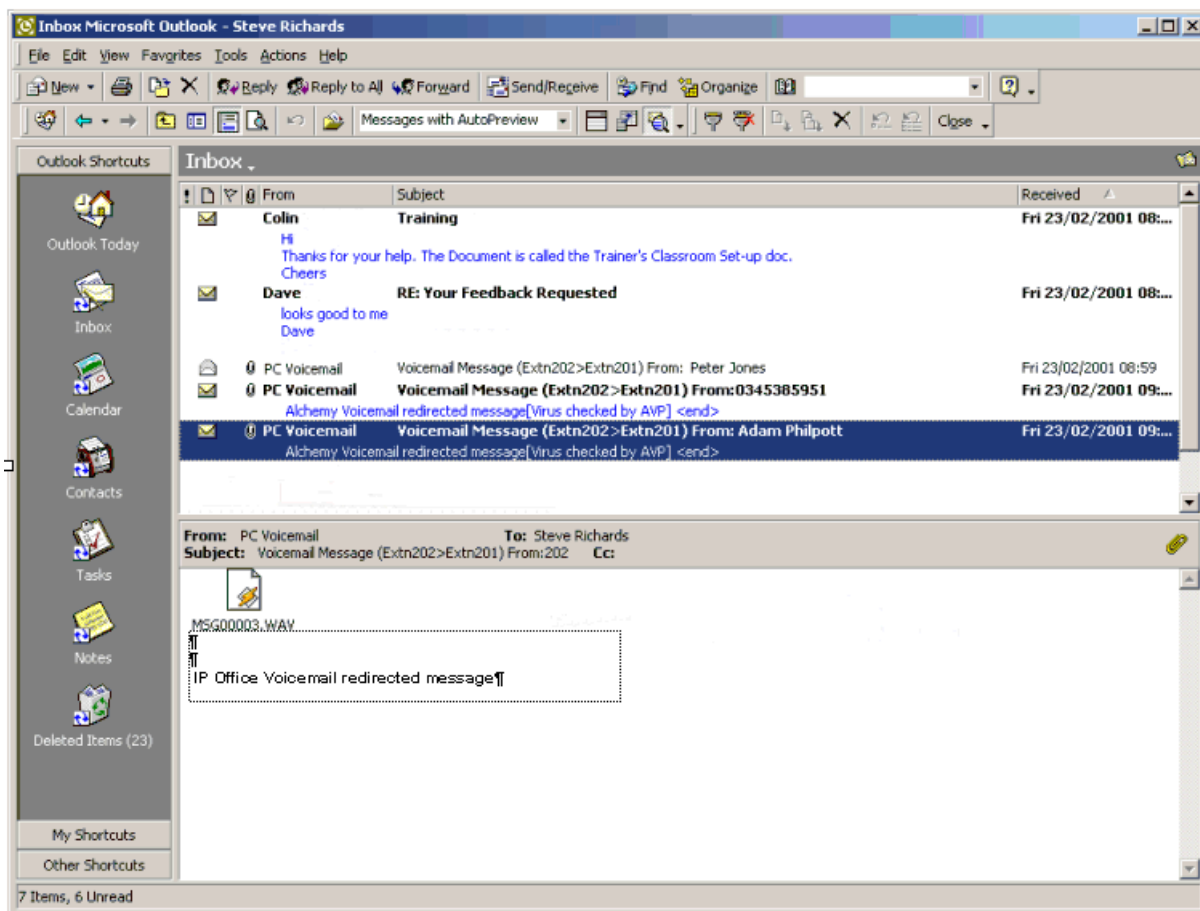 Inbox Microsoft Outlook - Steve Richards
File Edit View Favorites Tools Actions Help
New Reply Reply to All Forward Send/Receive Find Organize
Messages with AutoPreview Close
Outlook Shortcuts
Inbox
From Subject Received
Colin Training Fri 23/02/2001 08:...
Hi
Thanks for your help. The Document is called the Trainer's Classroom Set-up doc.
Cheers
Dave RE: Your Feedback Requested Fri 23/02/2001 08:...
looks good to me
Dave
PC Voicemail Voicemail Message (Extn202>Extn201) From: Peter Jones Fri 23/02/2001 08:59
PC Voicemail Voicemail Message (Extn202>Extn201) From:0345385951 Fri 23/02/2001 09:...
Alchemy Voicemail redirected message[Virus checked by AVP] <end>
PC Voicemail Voicemail Message (Extn202>Extn201) From: Adam Philpott Fri 23/02/2001 09:...
Alchemy Voicemail redirected message[Virus checked by AVP] <end>
Outlook Today
Inbox
Calendar
Contacts
Tasks
Notes
Deleted Items (23)
My Shortcuts
Other Shortcuts
From: PC Voicemail To: Steve Richards
Subject: Voicemail Message (Extn202>Extn201) From:202 Cc:
MSG00003.WAV
¶
¶
IP Office Voicemail redirected message¶
7 Items, 6 Unread